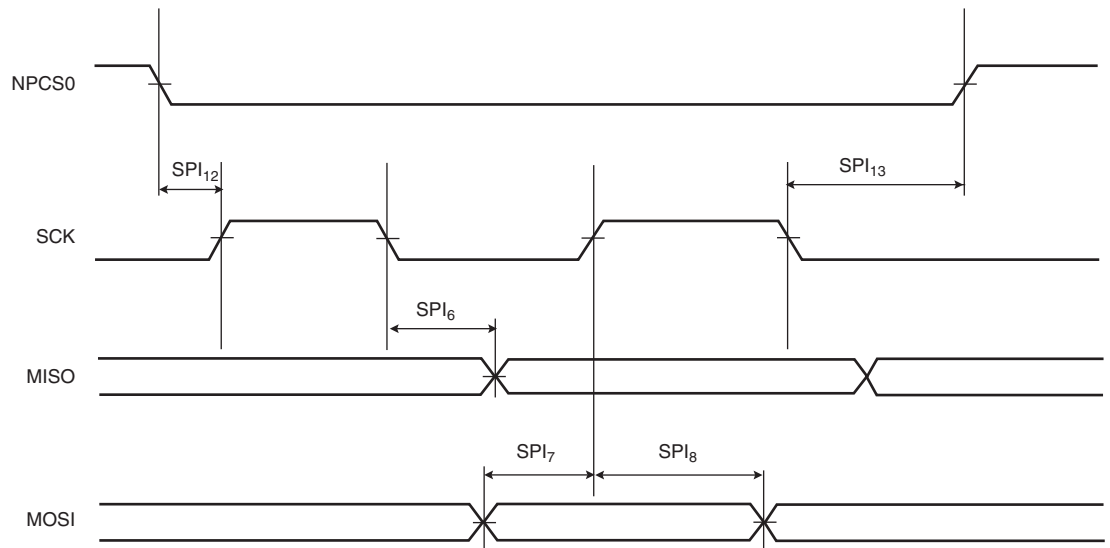 NPCS0
SPI₁₂
SPI₁₃
SCK
SPI₆
MISO
SPI₇
SPI₈
MOSI